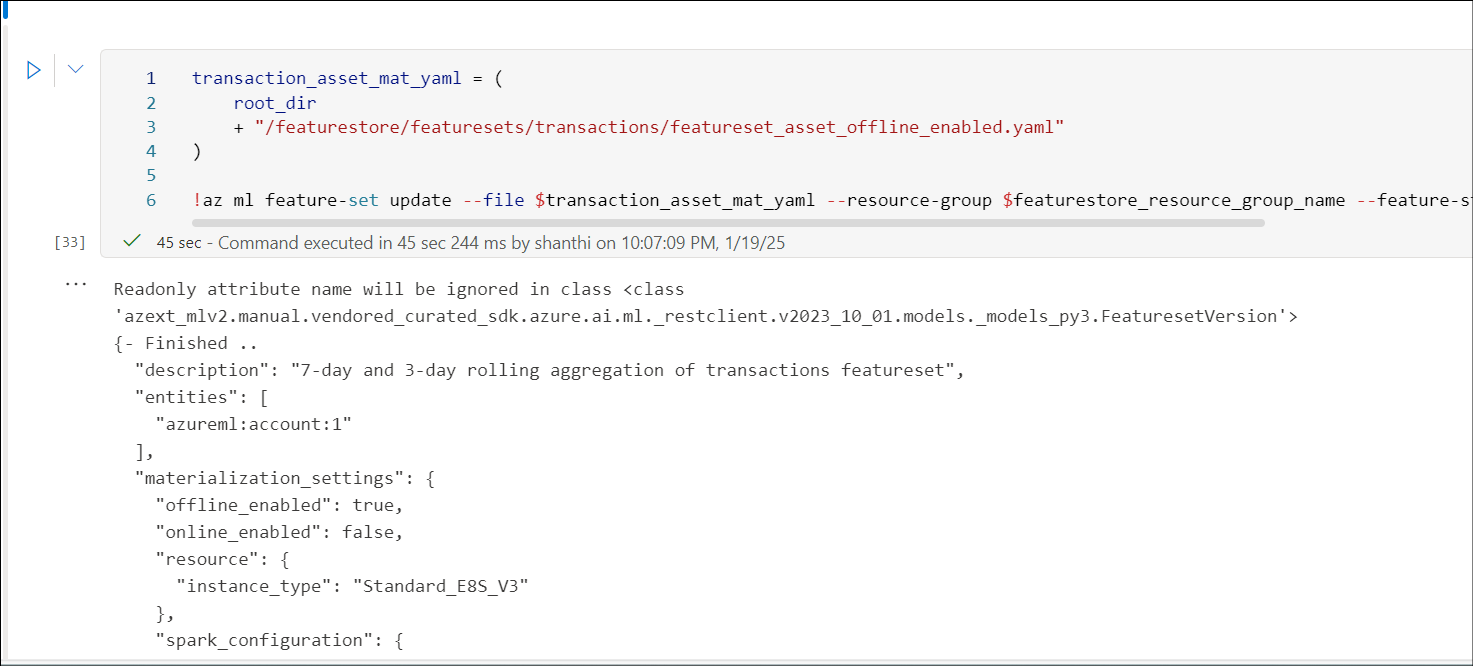 1 transaction_asset_mat_yaml = (
2 root_dir
3 + "/featurestore/featuresets/transactions/featureset_asset_offline_enabled.yaml"
4 )
5
6 !az ml feature-set update --file $transaction_asset_mat_yaml --resource-group $featurestore_resource_group_name --feature-s
[33] 45 sec - Command executed in 45 sec 244 ms by shanthi on 10:07:09 PM, 1/19/25
... Readonly attribute name will be ignored in class <class
'azext_mlv2.manual.vendored_curated_sdk.azure.ai.ml._restclient.v2023_10_01.models._models_py3.FeaturesetVersion'>
{- Finished ..
"description": "7-day and 3-day rolling aggregation of transactions featureset",
"entities": [
"azureml:account:1"
],
"materialization_settings": {
"offline_enabled": true,
"online_enabled": false,
"resource": {
"instance_type": "Standard_E8S_V3"
},
"spark_configuration": {